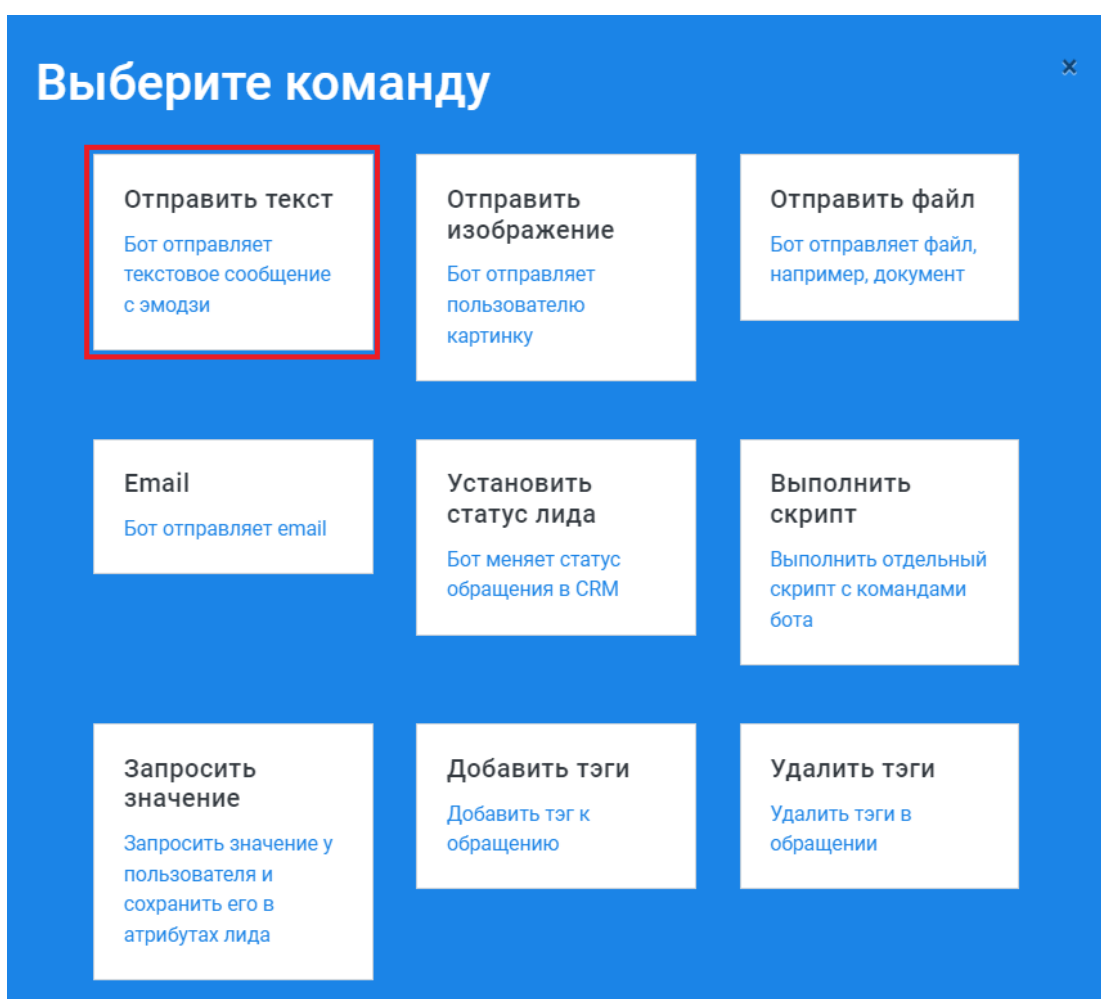 Выберите команду
×
Отправить текст
Бот отправляет
текстовое сообщение
с эмодзи
Отправить
изображение
Бот отправляет
пользователю
картинку
Отправить файл
Бот отправляет файл,
например, документ
Email
Бот отправляет email
Установить
статус лида
Бот меняет статус
обращения в CRM
Выполнить
скрипт
Выполнить отдельный
скрипт с командами
бота
Запросить
значение
Запросить значение у
пользователя и
сохранить его в
атрибутах лида
Добавить тэги
Добавить тэг к
обращению
Удалить тэги
Удалить тэги в
обращении